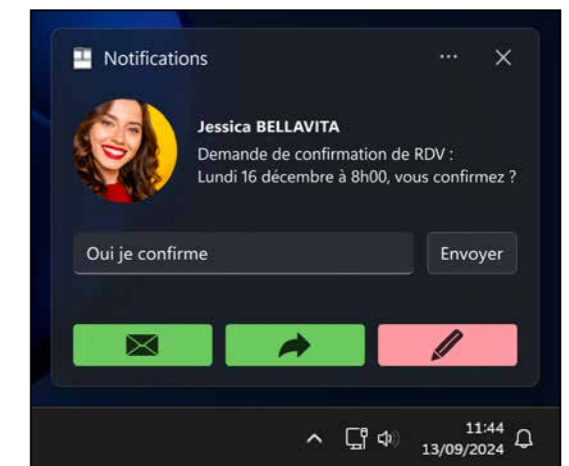 Notifications
Jessica BELLAVITA
Demande de confirmation de RDV :
Lundi 16 décembre à 8h00, vous confirmez ?
Oui je confirme
Envoyer
11:44
13/09/2024